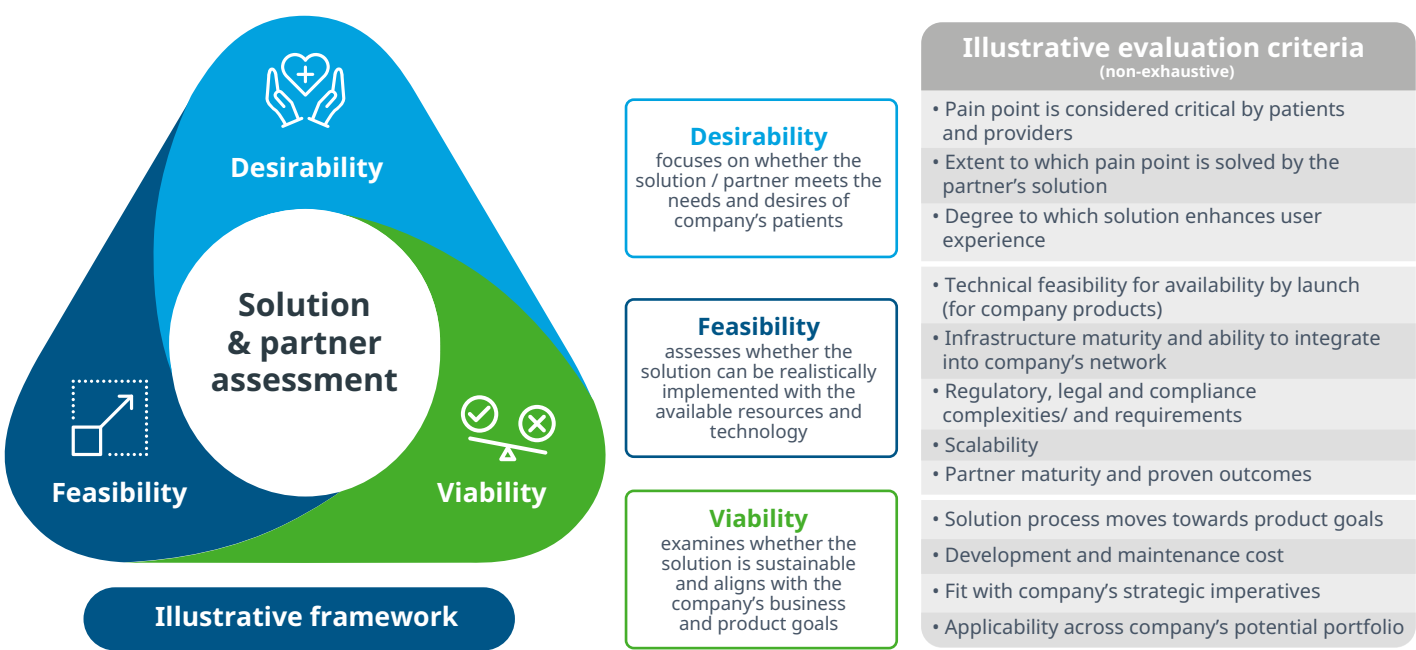 Desirability
Solution
& partner
assessment
Feasibility
Viability
Illustrative framework
Desirability
focuses on whether the
solution / partner meets the
needs and desires of
company’s patients
Feasibility
assesses whether the
solution can be realistically
implemented with the
available resources and
technology
Viability
examines whether the
solution is sustainable
and aligns with the
company’s business
and product goals
Illustrative evaluation criteria
(non-exhaustive)
• Pain point is considered critical by patients
and providers
• Extent to which pain point is solved by the
partner’s solution
• Degree to which solution enhances user
experience
• Technical feasibility for availability by launch
(for company products)
• Infrastructure maturity and ability to integrate
into company’s network
• Regulatory, legal and compliance
complexities/ and requirements
• Scalability
• Partner maturity and proven outcomes
• Solution process moves towards product goals
• Development and maintenance cost
• Fit with company’s strategic imperatives
• Applicability across company’s potential portfolio